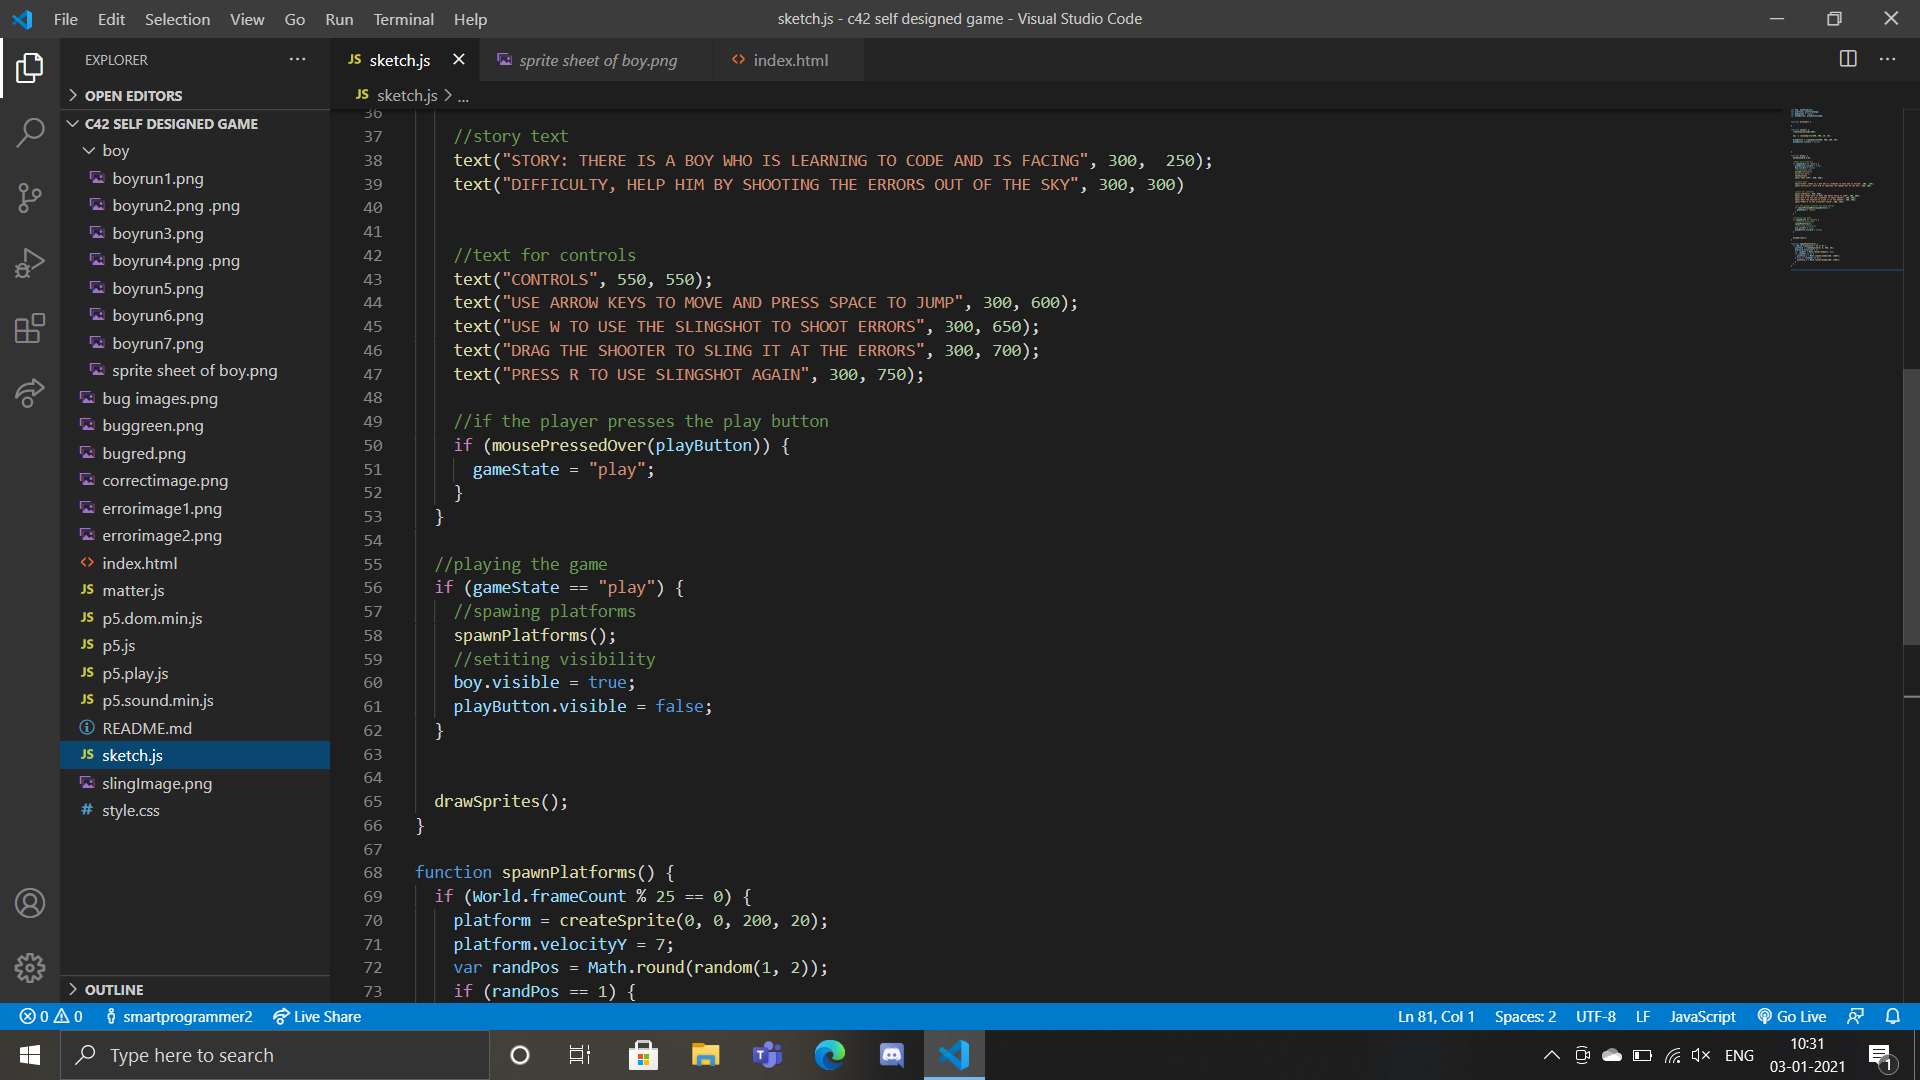 File Edit Selection View Go Run Terminal Help
sketch.js - c42 self designed game - Visual Studio Code
EXPLORER
OPEN EDITORS
C42 SELF DESIGNED GAME
boy
boyrun1.png
boyrun2.png .png
boyrun3.png
boyrun4.png .png
boyrun5.png
boyrun6.png
boyrun7.png
sprite sheet of boy.png
bug images.png
buggreen.png
bugred.png
correctimage.png
errorimage1.png
errorimage2.png
index.html
matter.js
p5.dom.min.js
p5.js
p5.play.js
p5.sound.min.js
README.md
sketch.js
slingImage.png
style.css
OUTLINE
JS sketch.js
sprite sheet of boy.png
index.html
JS sketch.js > ...
36
37 //story text
38 text("STORY: THERE IS A BOY WHO IS LEARNING TO CODE AND IS FACING", 300,  250);
39 text("DIFFICULTY, HELP HIM BY SHOOTING THE ERRORS OUT OF THE SKY", 300, 300)
40
41
42 //text for controls
43 text("CONTROLS", 550, 550);
44 text("USE ARROW KEYS TO MOVE AND PRESS SPACE TO JUMP", 300, 600);
45 text("USE W TO USE THE SLINGSHOT TO SHOOT ERRORS", 300, 650);
46 text("DRAG THE SHOOTER TO SLING IT AT THE ERRORS", 300, 700);
47 text("PRESS R TO USE SLINGSHOT AGAIN", 300, 750);
48
49 //if the player presses the play button
50 if (mousePressedOver(playButton)) {
51 gameState = "play";
52 }
53 }
54
55 //playing the game
56 if (gameState == "play") {
57 //spawing platforms
58 spawnPlatforms();
59 //setiting visibility
60 boy.visible = true;
61 playButton.visible = false;
62 }
63
64
65 drawSprites();
66 }
67
68 function spawnPlatforms() {
69 if (World.frameCount % 25 == 0) {
70 platform = createSprite(0, 0, 200, 20);
71 platform.velocityY = 7;
72 var randPos = Math.round(random(1, 2));
73 if (randPos == 1) {
0 0 smartprogrammer2 Live Share
Ln 81, Col 1 Spaces: 2 UTF-8 LF JavaScript Go Live
Type here to search
ENG
10:31
03-01-2021
1